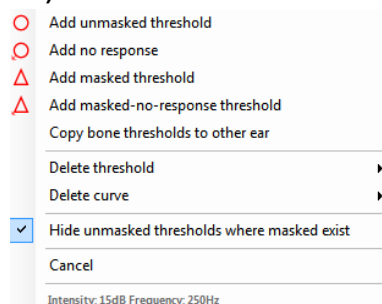 Add unmasked threshold
Add no response
Add masked threshold
Add masked-no-response threshold
Copy bone thresholds to other ear
Delete threshold
Delete curve
Hide unmasked thresholds where masked exist
Cancel
Intensity: 15dB Frequency: 250Hz